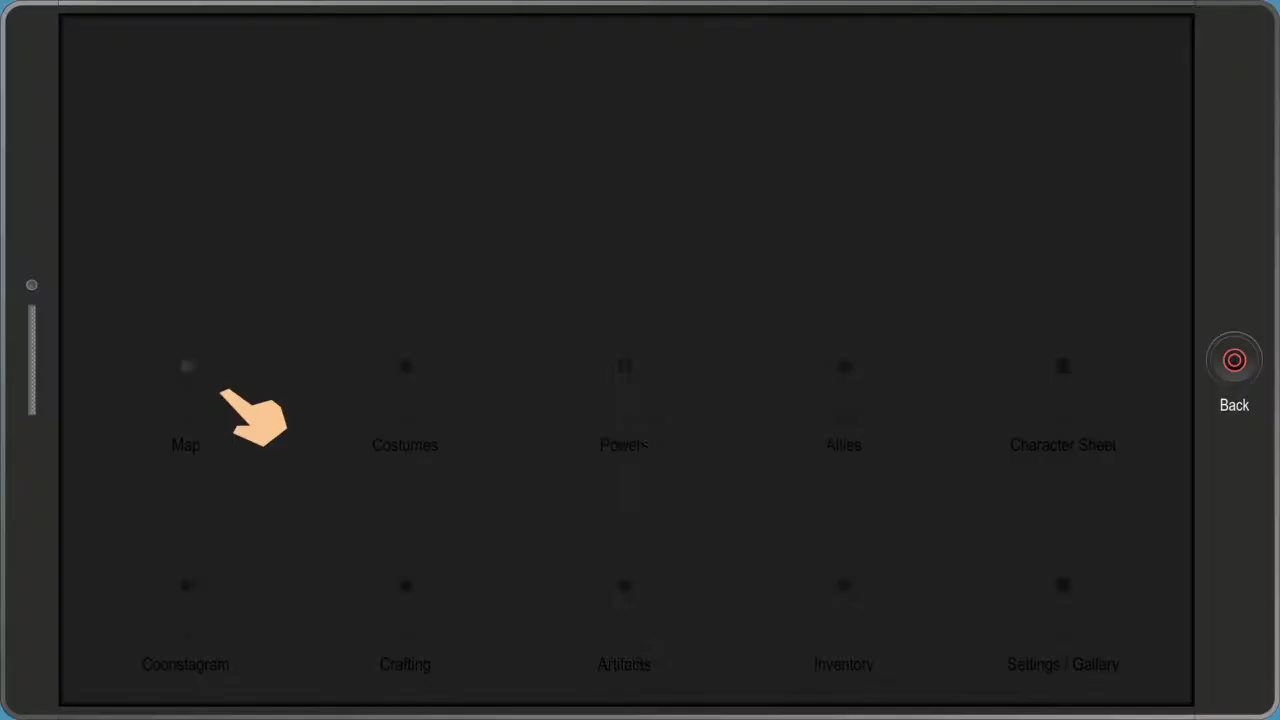 Back
Map
Costumes
Powers
Allies
Character Sheet
Coonstagram
Crafting
Artifacts
Inventory
Settings / Gallery